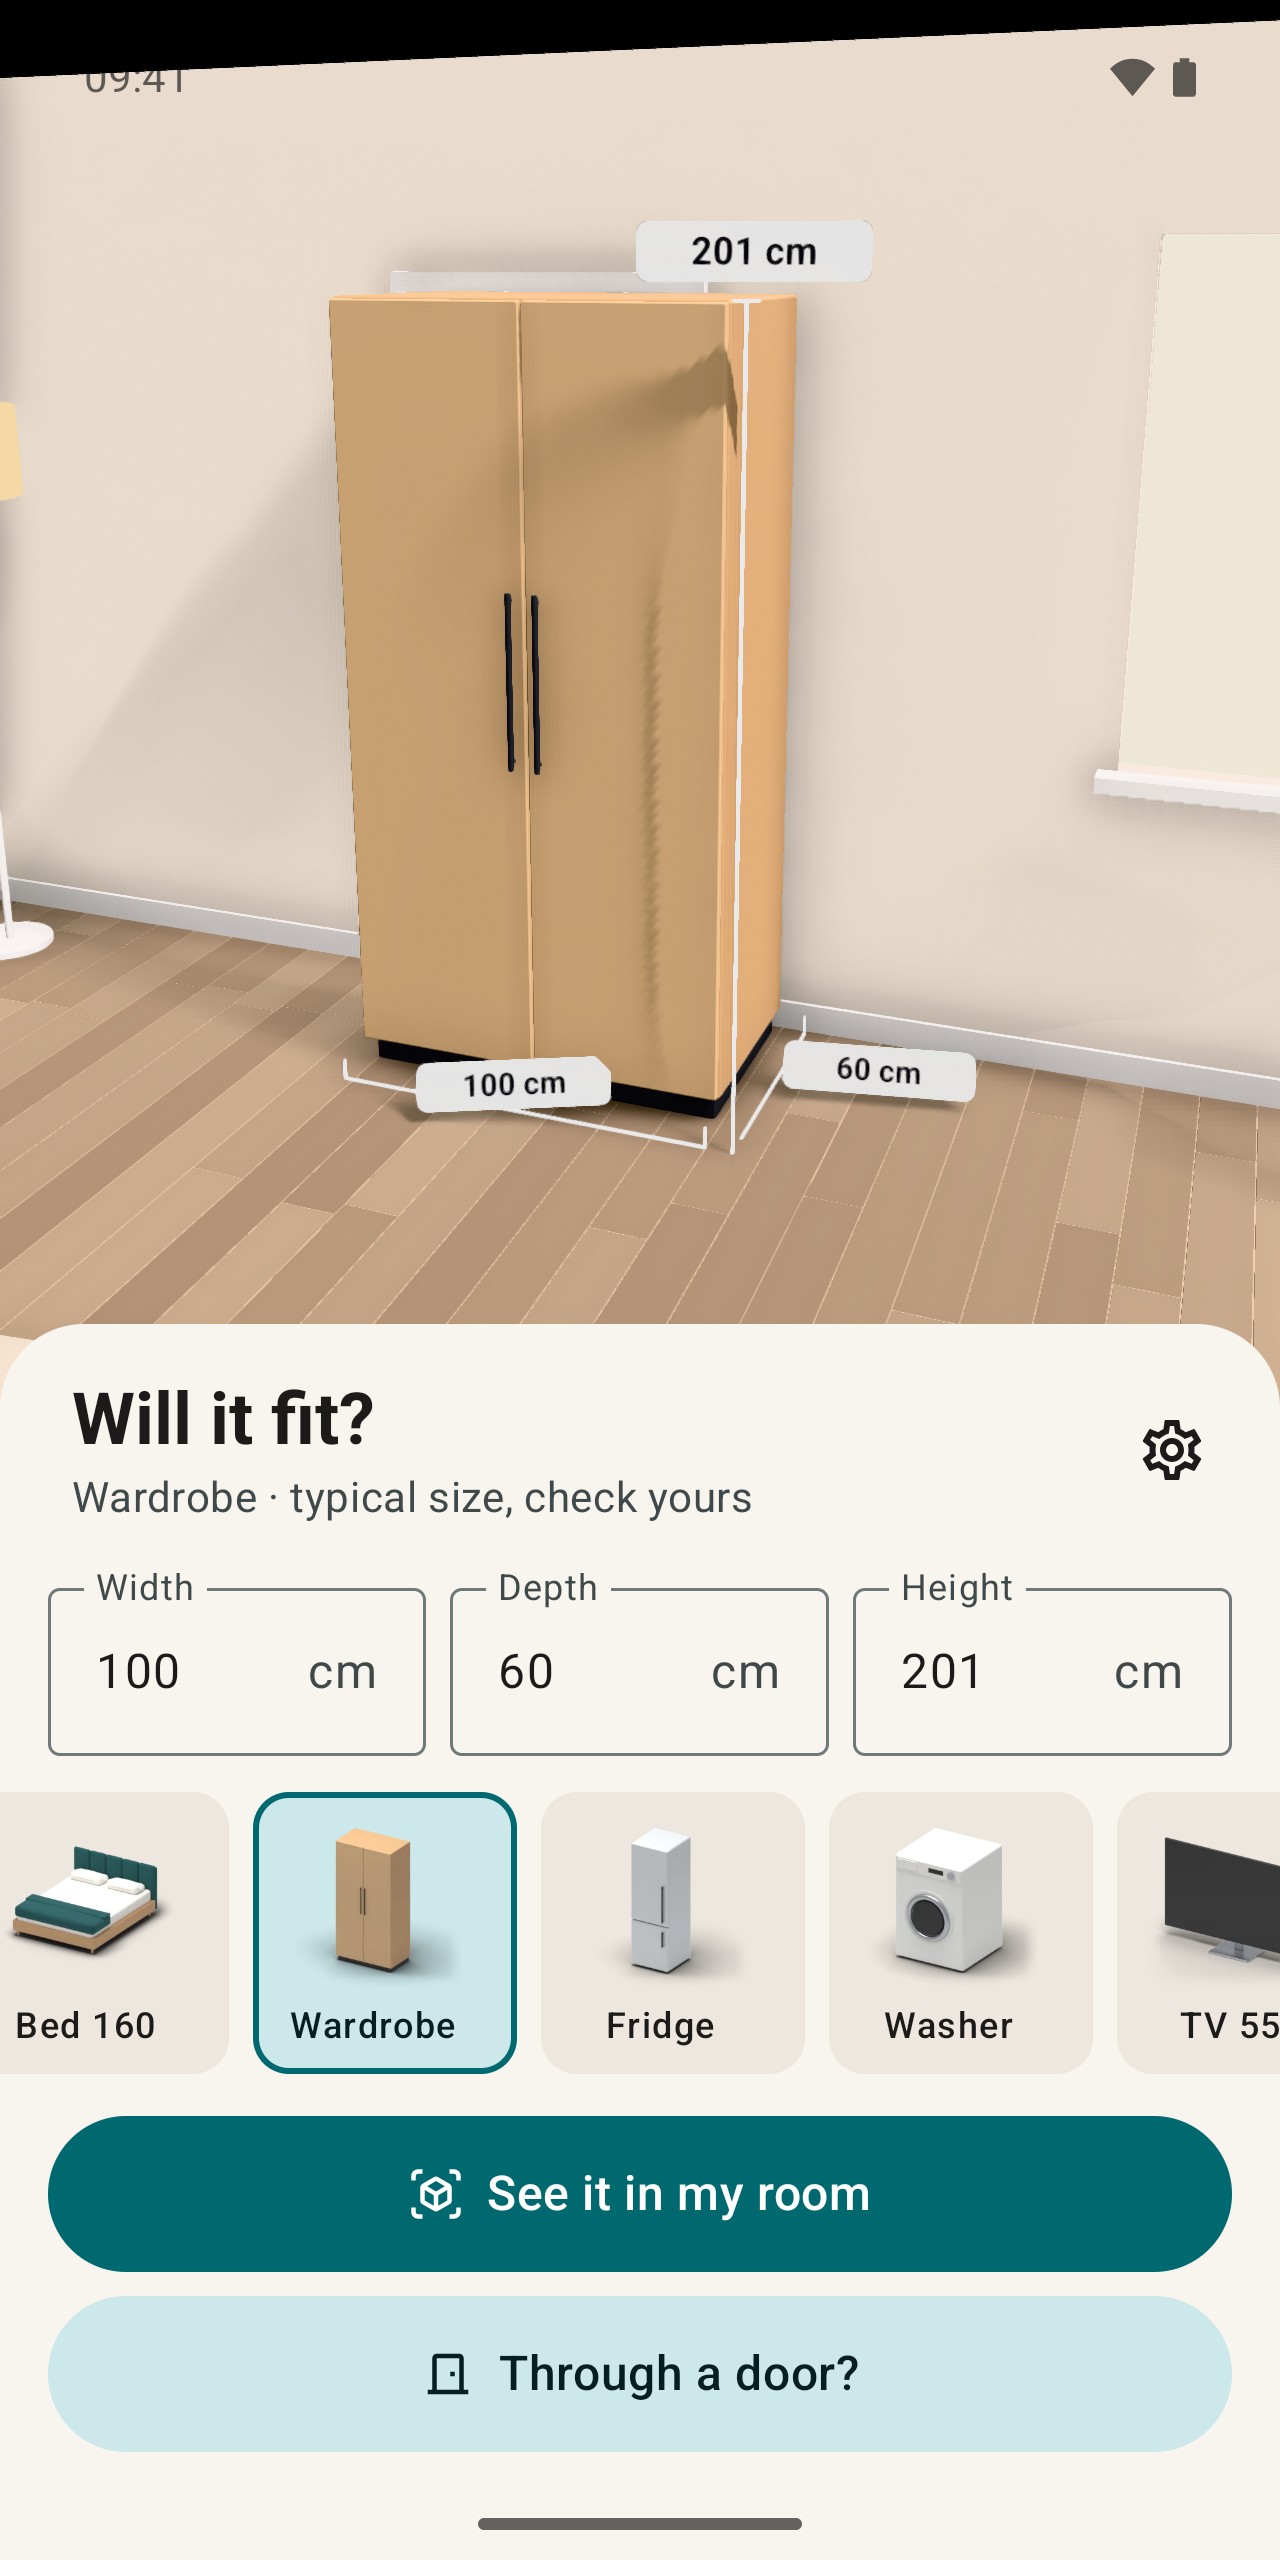 09:41
201 cm
100 cm
60 cm
Will it fit?
Wardrobe · typical size, check yours
Width
Depth
Height
100 cm
60 cm
201 cm
Bed 160
Wardrobe
Fridge
Washer
TV 55
See it in my room
Through a door?